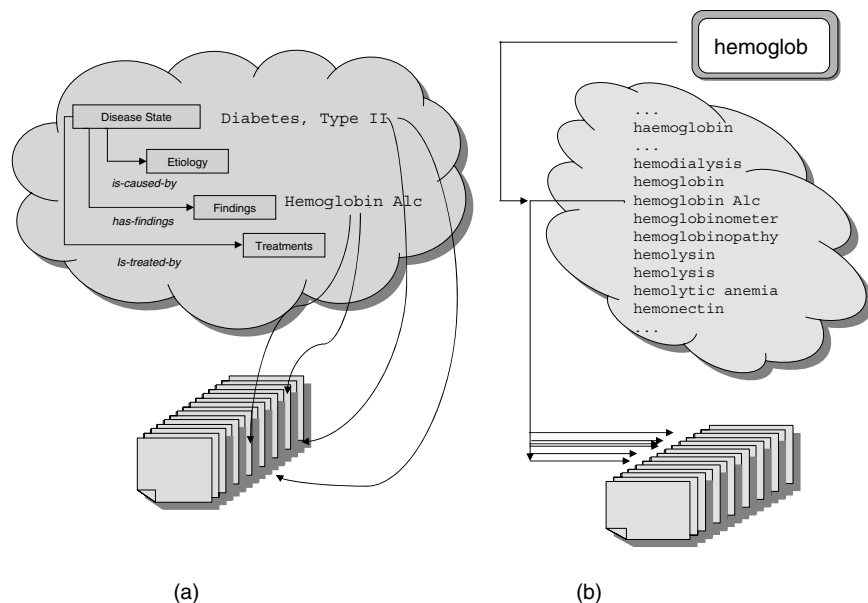 Disease State
Diabetes, Type II
Etiology
is-caused-by
Findings
Hemoglobin Alc
has-findings
Treatments
Is-treated-by
(a)
hemoglob
...
haemoglobin
...
hemodialysis
hemoglobin
hemoglobin Alc
hemoglobinometer
hemoglobinopathy
hemolysin
hemolysis
hemolytic anemia
hemonectin
...
(b)